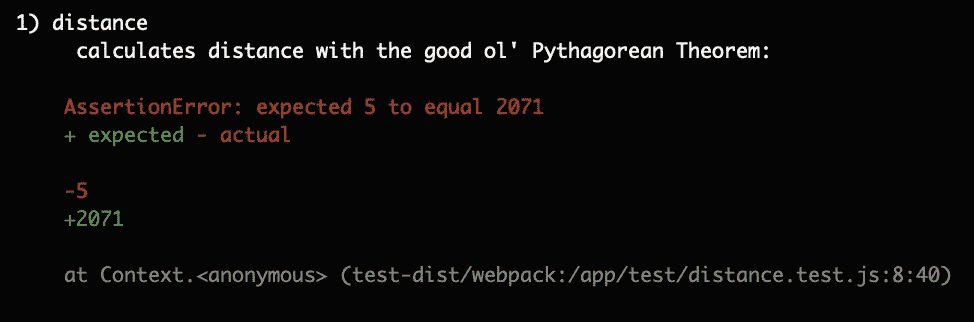 1) distance
calculates distance with the good ol' Pythagorean Theorem:
AssertionError: expected 5 to equal 2071
+ expected - actual
-5
+2071
at Context.<anonymous> (test-dist/webpack:/app/test/distance.test.js:8:40)